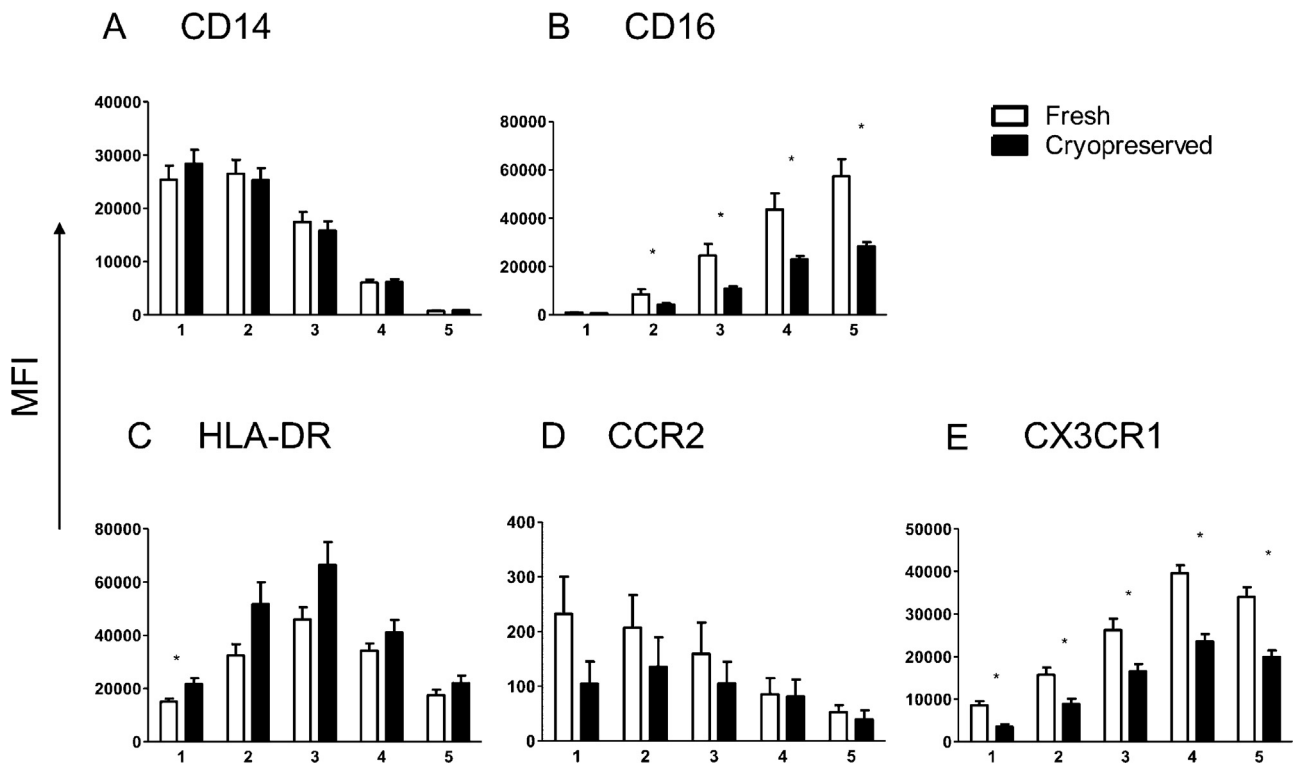 A CD14
B CD16
40000
30000
20000
10000
0
1 2 3 4 5
80000
60000
40000
20000
0
* * * *
1 2 3 4 5
Fresh
Cryopreserved
MFI
C HLA-DR
D CCR2
E CX3CR1
80000
60000
40000
20000
0
*
1 2 3 4 5
400
300
200
100
0
1 2 3 4 5
50000
40000
30000
20000
10000
0
* * * * *
1 2 3 4 5